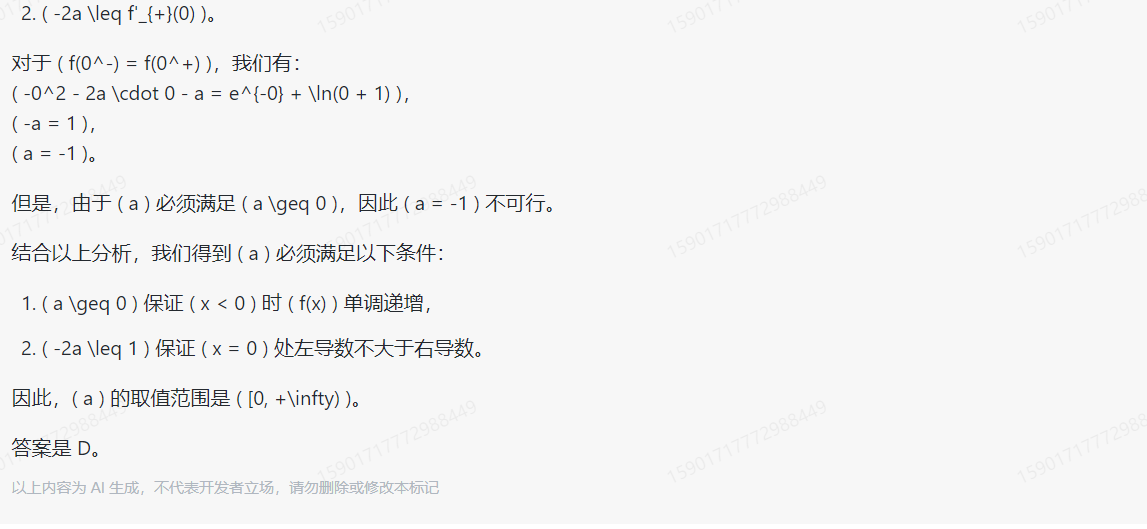 2. ( -2a \leq f'_{+}(0) )。
对于 ( f(0^-) = f(0^+) )，我们有：
( -0^2 - 2a \cdot 0 - a = e^{-0} + \ln(0 + 1) )，
( -a = 1 )，
( a = -1 )。
但是，由于 ( a ) 必须满足 ( a \geq 0 )，因此 ( a = -1 ) 不可行。
结合以上分析，我们得到 ( a ) 必须满足以下条件：
1. ( a \geq 0 ) 保证 ( x < 0 ) 时 ( f(x) ) 单调递增，
2. ( -2a \leq 1 ) 保证 ( x = 0 ) 处左导数不大于右导数。
因此，( a ) 的取值范围是 ( [0, +\infty) )。
答案是 D。
以上内容为 AI 生成，不代表开发者立场，请勿删除或修改本标记
15901717772988449